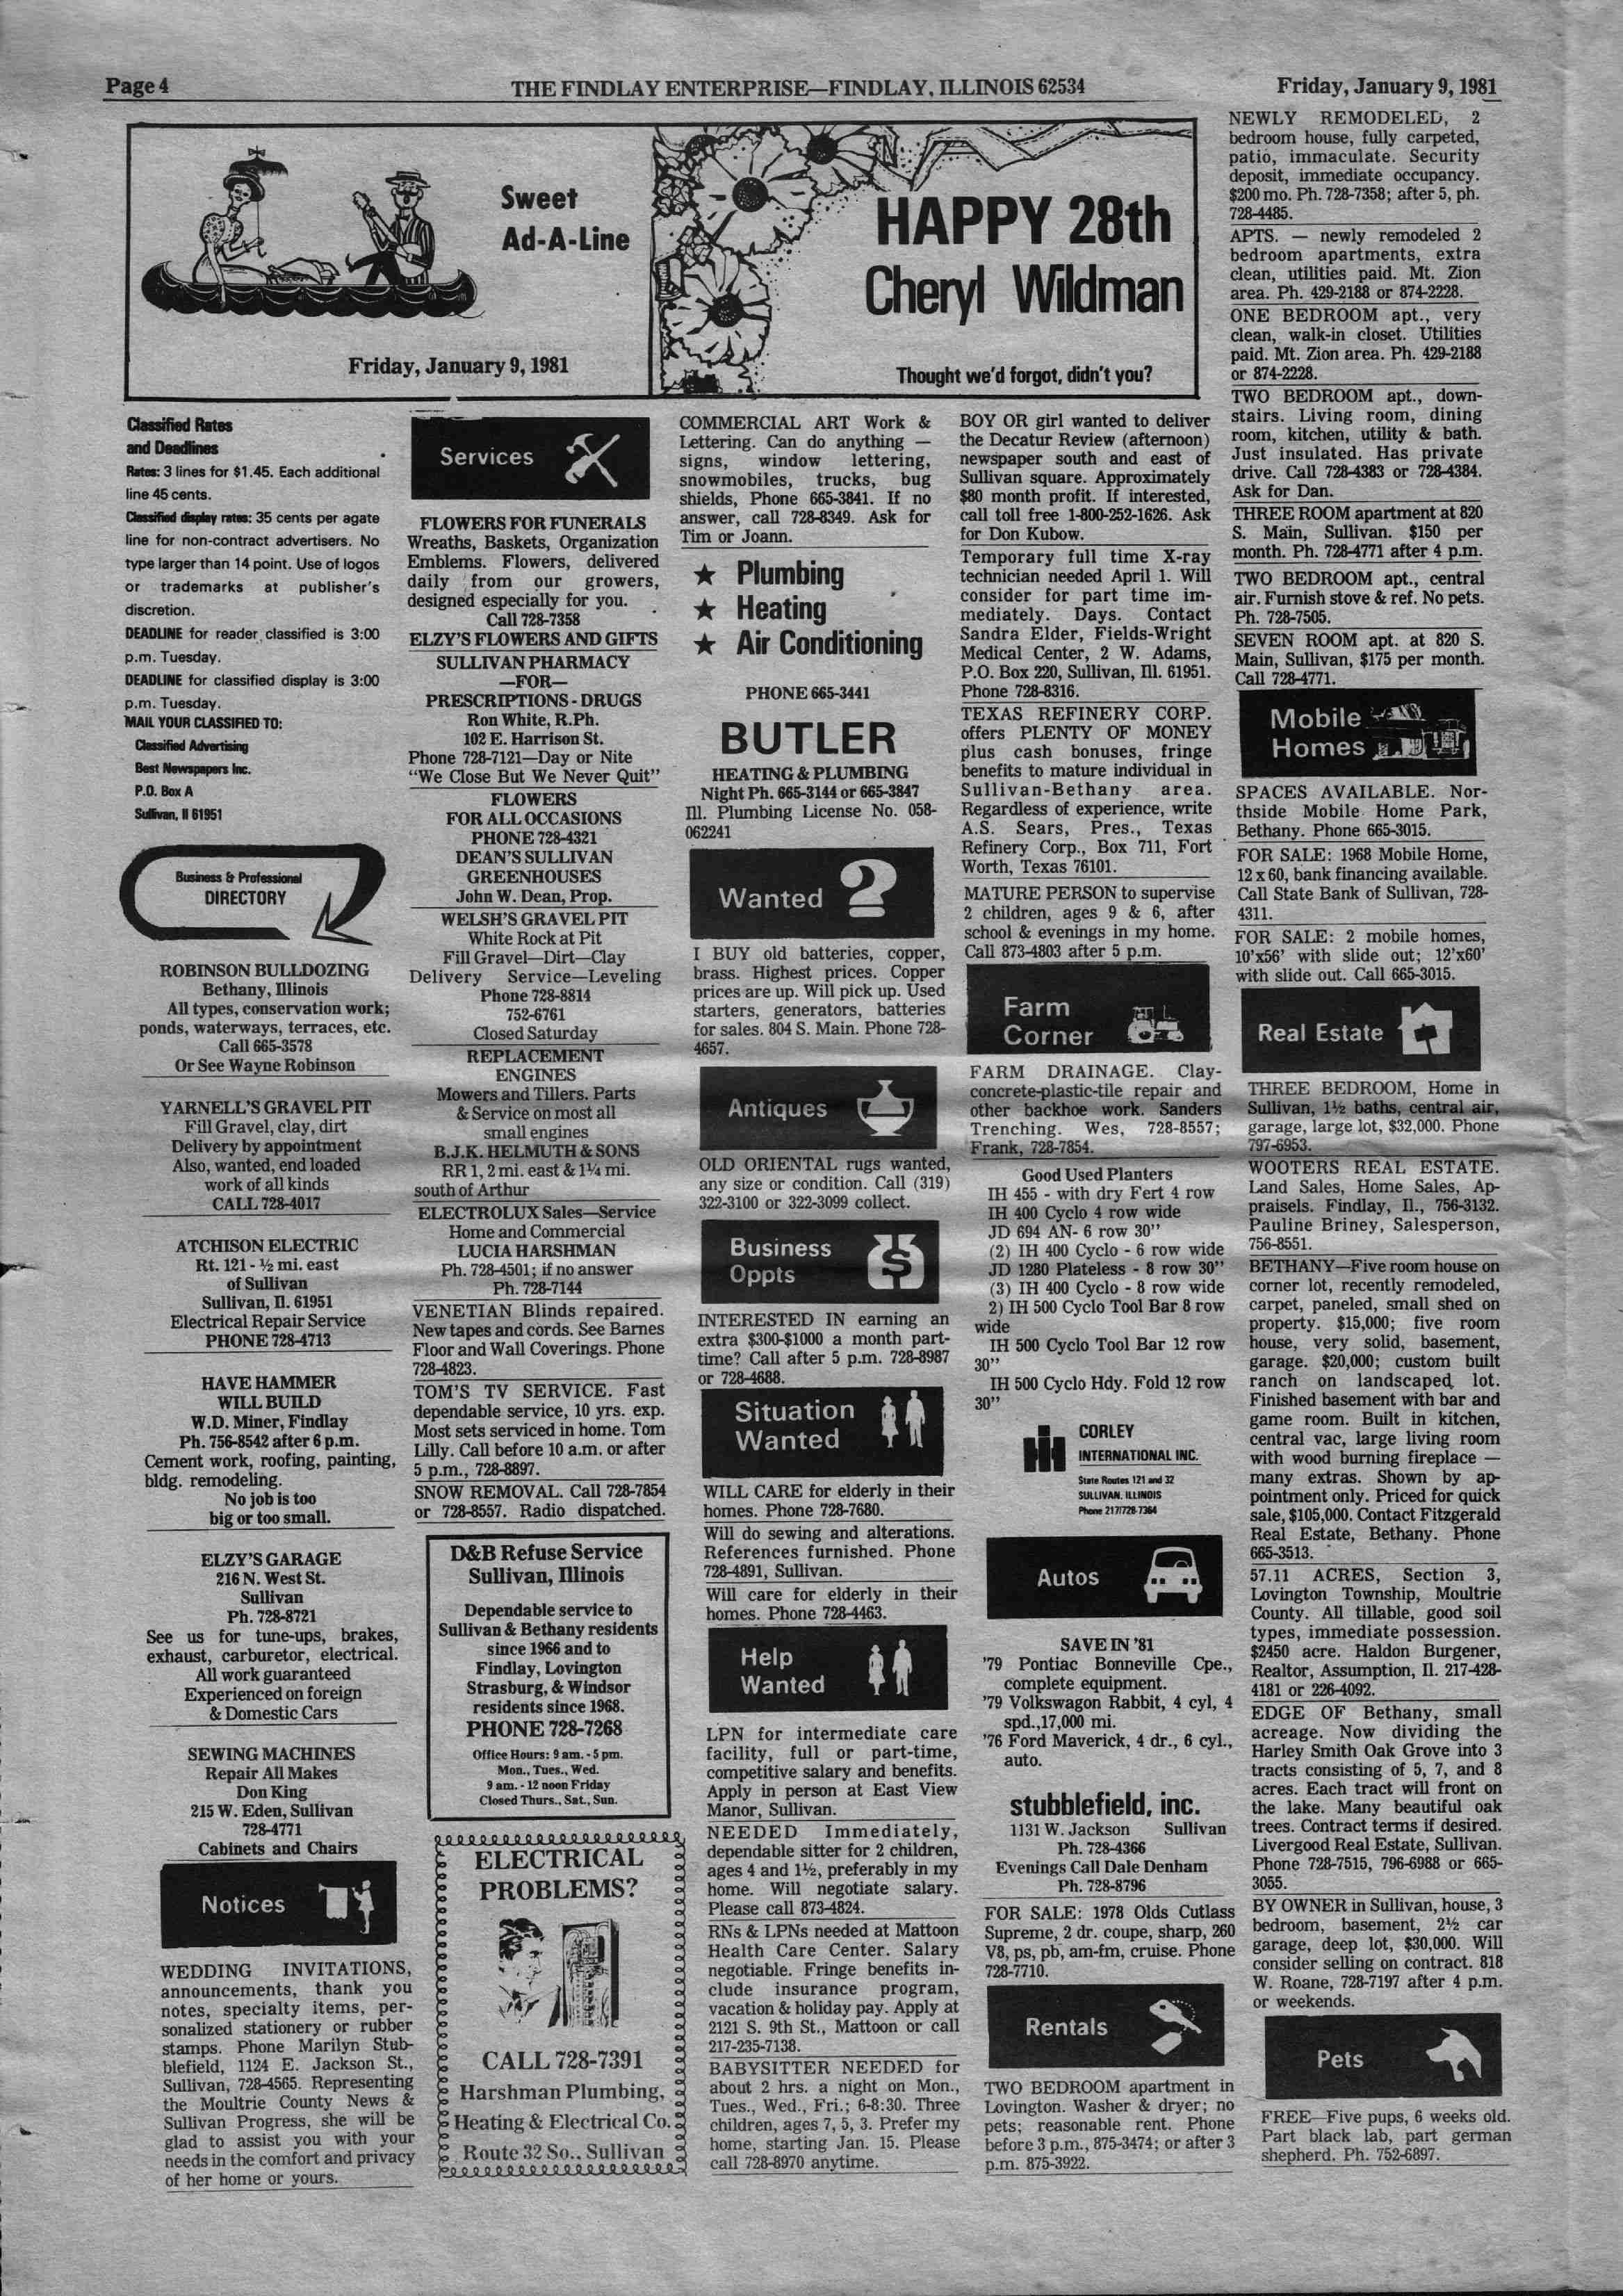 Page 4
THE FINDLAY ENTERPRISE—FINDLAY, ILLINOIS 62534
Friday, January 9, 1981
Sweet
Ad-A-Line
Friday, January 9, 1981
HAPPY 28th
Cheryl Wildman
Thought we'd forgot, didn't you?
Classified Rates
and Deadlines
Rates: 3 lines for $1.45. Each additional
line 45 cents.
Classified display rates: 35 cents per agate
line for non-contract advertisers. No
type larger than 14 point. Use of logos
or trademarks at publisher's
discretion.
DEADLINE for reader classified is 3:00
p.m. Tuesday.
DEADLINE for classified display is 3:00
p.m. Tuesday.
MAIL YOUR CLASSIFIED TO:
Classified Advertising
Best Newspapers Inc.
P.O. Box A
Sullivan, Il 61951
Business & Professional
DIRECTORY
ROBINSON BULLDOZING
Bethany, Illinois
All types, conservation work;
ponds, waterways, terraces, etc.
Call 665-3578
Or See Wayne Robinson
YARNELL'S GRAVEL PIT
Fill Gravel, clay, dirt
Delivery by appointment
Also, wanted, end loaded
work of all kinds
CALL 728-4017
ATCHISON ELECTRIC
Rt. 121 - ½ mi. east
of Sullivan
Sullivan, Il. 61951
Electrical Repair Service
PHONE 728-4713
HAVE HAMMER
WILL BUILD
W.D. Miner, Findlay
Ph. 756-8542 after 6 p.m.
Cement work, roofing, painting,
bldg. remodeling.
No job is too
big or too small.
ELZY'S GARAGE
216 N. West St.
Sullivan
Ph. 728-8721
See us for tune-ups, brakes,
exhaust, carburetor, electrical.
All work guaranteed
Experienced on foreign
& Domestic Cars
SEWING MACHINES
Repair All Makes
Don King
215 W. Eden, Sullivan
728-4771
Cabinets and Chairs
Notices
WEDDING INVITATIONS,
announcements, thank you
notes, specialty items, per-
sonalized stationery or rubber
stamps. Phone Marilyn Stub-
blefield, 1124 E. Jackson St.,
Sullivan, 728-4565. Representing
the Moultrie County News &
Sullivan Progress, she will be
glad to assist you with your
needs in the comfort and privacy
of her home or yours.
Services
FLOWERS FOR FUNERALS
Wreaths, Baskets, Organization
Emblems. Flowers, delivered
daily from our growers,
designed especially for you.
Call 728-7358
ELZY'S FLOWERS AND GIFTS
SULLIVAN PHARMACY
—FOR—
PRESCRIPTIONS - DRUGS
Ron White, R.Ph.
102 E. Harrison St.
Phone 728-7121—Day or Nite
"We Close But We Never Quit"
FLOWERS
FOR ALL OCCASIONS
PHONE 728-4321
DEAN'S SULLIVAN
GREENHOUSES
John W. Dean, Prop.
WELSH'S GRAVEL PIT
White Rock at Pit
Fill Gravel—Dirt—Clay
Delivery Service—Leveling
Phone 728-8814
752-6761
Closed Saturday
REPLACEMENT
ENGINES
Mowers and Tillers. Parts
& Service on most all
small engines
B.J.K. HELMUTH & SONS
RR 1, 2 mi. east & 1¼ mi.
south of Arthur
ELECTROLUX Sales—Service
Home and Commercial
LUCIA HARSHMAN
Ph. 728-4501; if no answer
Ph. 728-7144
VENETIAN Blinds repaired.
New tapes and cords. See Barnes
Floor and Wall Coverings. Phone
728-4823.
TOM'S TV SERVICE. Fast
dependable service, 10 yrs. exp.
Most sets serviced in home. Tom
Lilly. Call before 10 a.m. or after
5 p.m., 728-8897.
SNOW REMOVAL. Call 728-7854
or 728-8557. Radio dispatched.
D&B Refuse Service
Sullivan, Illinois
Dependable service to
Sullivan & Bethany residents
since 1966 and to
Findlay, Lovington
Strasburg, & Windsor
residents since 1968.
PHONE 728-7268
Office Hours: 9 am. - 5 pm.
Mon., Tues., Wed.
9 am. - 12 noon Friday
Closed Thurs., Sat., Sun.
ELECTRICAL
PROBLEMS?
CALL 728-7391
Harshman Plumbing,
Heating & Electrical Co.
Route 32 So., Sullivan
COMMERCIAL ART Work &
Lettering. Can do anything —
signs, window lettering,
snowmobiles, trucks, bug
shields, Phone 665-3841. If no
answer, call 728-8349. Ask for
Tim or Joann.
★ Plumbing
★ Heating
★ Air Conditioning
PHONE 665-3441
BUTLER
HEATING & PLUMBING
Night Ph. 665-3144 or 665-3847
Ill. Plumbing License No. 058-
062241
Wanted
I BUY old batteries, copper,
brass. Highest prices. Copper
prices are up. Will pick up. Used
starters, generators, batteries
for sales. 804 S. Main. Phone 728-
4657.
Antiques
OLD ORIENTAL rugs wanted,
any size or condition. Call (319)
322-3100 or 322-3099 collect.
Business
Oppts
INTERESTED IN earning an
extra $300-$1000 a month part-
time? Call after 5 p.m. 728-8987
or 728-4688.
Situation
Wanted
WILL CARE for elderly in their
homes. Phone 728-7680.
Will do sewing and alterations.
References furnished. Phone
728-4891, Sullivan.
Will care for elderly in their
homes. Phone 728-4463.
Help
Wanted
LPN for intermediate care
facility, full or part-time,
competitive salary and benefits.
Apply in person at East View
Manor, Sullivan.
NEEDED Immediately,
dependable sitter for 2 children,
ages 4 and 1½, preferably in my
home. Will negotiate salary.
Please call 873-4824.
RNs & LPNs needed at Mattoon
Health Care Center. Salary
negotiable. Fringe benefits in-
clude insurance program,
vacation & holiday pay. Apply at
2121 S. 9th St., Mattoon or call
217-235-7138.
BABYSITTER NEEDED for
about 2 hrs. a night on Mon.,
Tues., Wed., Fri.; 6-8:30. Three
children, ages 7, 5, 3. Prefer my
home, starting Jan. 15. Please
call 728-8970 anytime.
BOY OR girl wanted to deliver
the Decatur Review (afternoon)
newspaper south and east of
Sullivan square. Approximately
$80 month profit. If interested,
call toll free 1-800-252-1626. Ask
for Don Kubow.
Temporary full time X-ray
technician needed April 1. Will
consider for part time im-
mediately. Days. Contact
Sandra Elder, Fields-Wright
Medical Center, 2 W. Adams,
P.O. Box 220, Sullivan, Ill. 61951.
Phone 728-8316.
TEXAS REFINERY CORP.
offers PLENTY OF MONEY
plus cash bonuses, fringe
benefits to mature individual in
Sullivan-Bethany area.
Regardless of experience, write
A.S. Sears, Pres., Texas
Refinery Corp., Box 711, Fort
Worth, Texas 76101.
MATURE PERSON to supervise
2 children, ages 9 & 6, after
school & evenings in my home.
Call 873-4803 after 5 p.m.
Farm
Corner
FARM DRAINAGE. Clay-
concrete-plastic-tile repair and
other backhoe work. Sanders
Trenching. Wes, 728-8557;
Frank, 728-7854.
Good Used Planters
IH 455 - with dry Fert 4 row
IH 400 Cyclo 4 row wide
JD 694 AN- 6 row 30"
(2) IH 400 Cyclo - 6 row wide
JD 1280 Plateless - 8 row 30"
(3) IH 400 Cyclo - 8 row wide
2) IH 500 Cyclo Tool Bar 8 row
wide
IH 500 Cyclo Tool Bar 12 row
30"
IH 500 Cyclo Hdy. Fold 12 row
30"
CORLEY
INTERNATIONAL INC.
State Routes 121 and 32
SULLIVAN, ILLINOIS
Phone 217/728-7364
Autos
SAVE IN '81
'79 Pontiac Bonneville Cpe.,
complete equipment.
'79 Volkswagon Rabbit, 4 cyl, 4
spd.,17,000 mi.
'76 Ford Maverick, 4 dr., 6 cyl.,
auto.
stubblefield, inc.
1131 W. Jackson Sullivan
Ph. 728-4366
Evenings Call Dale Denham
Ph. 728-8796
FOR SALE: 1978 Olds Cutlass
Supreme, 2 dr. coupe, sharp, 260
V8, ps, pb, am-fm, cruise. Phone
728-7710.
Rentals
TWO BEDROOM apartment in
Lovington. Washer & dryer; no
pets; reasonable rent. Phone
before 3 p.m., 875-3474; or after 3
p.m. 875-3922.
NEWLY REMODELED, 2
bedroom house, fully carpeted,
patio, immaculate. Security
deposit, immediate occupancy.
$200 mo. Ph. 728-7358; after 5, ph.
728-4485.
APTS. — newly remodeled 2
bedroom apartments, extra
clean, utilities paid. Mt. Zion
area. Ph. 429-2188 or 874-2228.
ONE BEDROOM apt., very
clean, walk-in closet. Utilities
paid. Mt. Zion area. Ph. 429-2188
or 874-2228.
TWO BEDROOM apt., down-
stairs. Living room, dining
room, kitchen, utility & bath.
Just insulated. Has private
drive. Call 728-4383 or 728-4384.
Ask for Dan.
THREE ROOM apartment at 820
S. Main, Sullivan. $150 per
month. Ph. 728-4771 after 4 p.m.
TWO BEDROOM apt., central
air. Furnish stove & ref. No pets.
Ph. 728-7505.
SEVEN ROOM apt. at 820 S.
Main, Sullivan, $175 per month.
Call 728-4771.
Mobile
Homes
SPACES AVAILABLE. Nor-
thside Mobile Home Park,
Bethany. Phone 665-3015.
FOR SALE: 1968 Mobile Home,
12 x 60, bank financing available.
Call State Bank of Sullivan, 728-
4311.
FOR SALE: 2 mobile homes,
10'x56' with slide out; 12'x60'
with slide out. Call 665-3015.
Real Estate
THREE BEDROOM, Home in
Sullivan, 1½ baths, central air,
garage, large lot, $32,000. Phone
797-6953.
WOOTERS REAL ESTATE.
Land Sales, Home Sales, Ap-
praisels. Findlay, Il., 756-3132.
Pauline Briney, Salesperson,
756-8551.
BETHANY—Five room house on
corner lot, recently remodeled,
carpet, paneled, small shed on
property. $15,000; five room
house, very solid, basement,
garage. $20,000; custom built
ranch on landscaped lot.
Finished basement with bar and
game room. Built in kitchen,
central vac, large living room
with wood burning fireplace —
many extras. Shown by ap-
pointment only. Priced for quick
sale, $105,000. Contact Fitzgerald
Real Estate, Bethany. Phone
665-3513.
57.11 ACRES, Section 3,
Lovington Township, Moultrie
County. All tillable, good soil
types, immediate possession.
$2450 acre. Haldon Burgener,
Realtor, Assumption, Il. 217-428-
4181 or 226-4092.
EDGE OF Bethany, small
acreage. Now dividing the
Harley Smith Oak Grove into 3
tracts consisting of 5, 7, and 8
acres. Each tract will front on
the lake. Many beautiful oak
trees. Contract terms if desired.
Livergood Real Estate, Sullivan.
Phone 728-7515, 796-6988 or 665-
3055.
BY OWNER in Sullivan, house, 3
bedroom, basement, 2½ car
garage, deep lot, $30,000. Will
consider selling on contract. 818
W. Roane, 728-7197 after 4 p.m.
or weekends.
Pets
FREE—Five pups, 6 weeks old.
Part black lab, part german
shepherd. Ph. 752-6897.